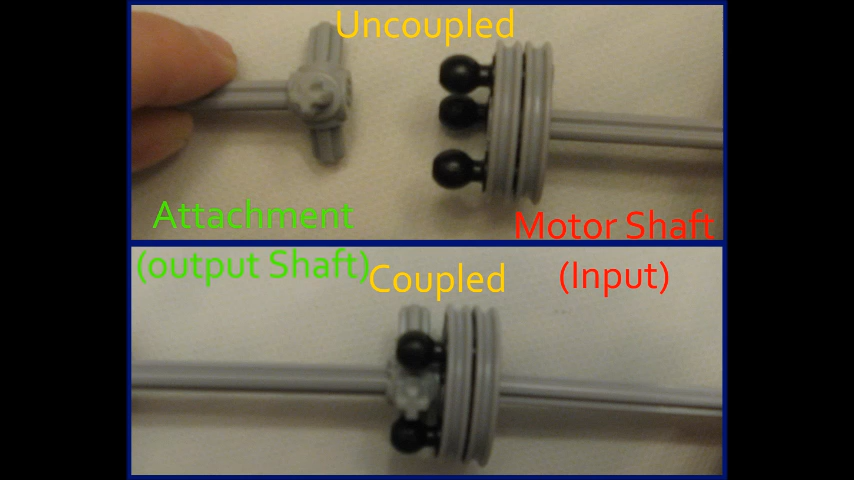 Uncoupled
Attachment
(output Shaft)
Motor Shaft
(Input)
Coupled